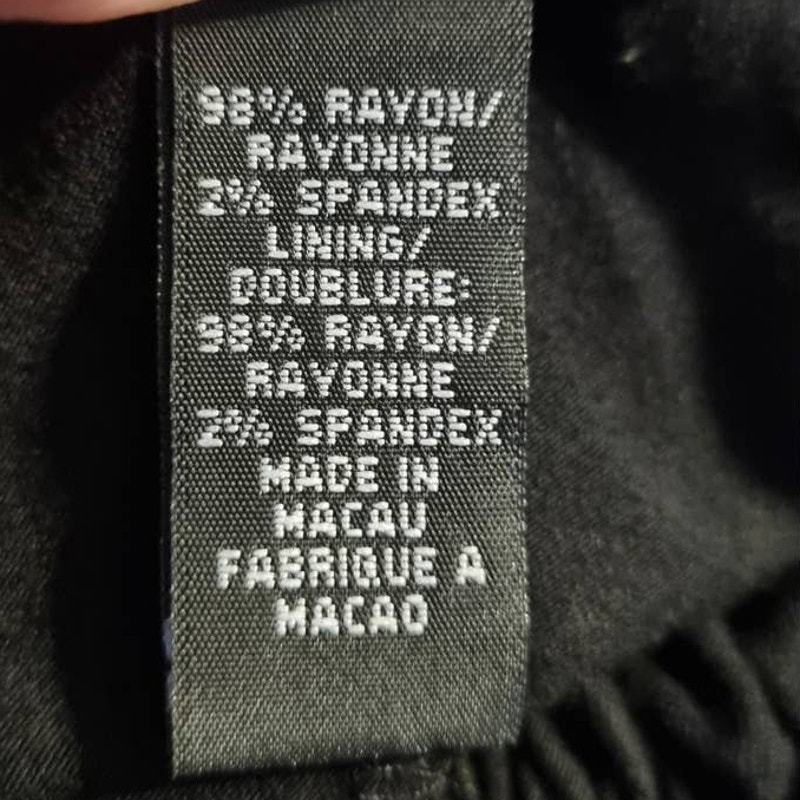 98% RAYON/
RAYONNE
2% SPANDEX
LINING/
DOUBLURE:
98% RAYON/
RAYONNE
2% SPANDEX
MADE IN
MACAU
FABRIQUE A
MACAO